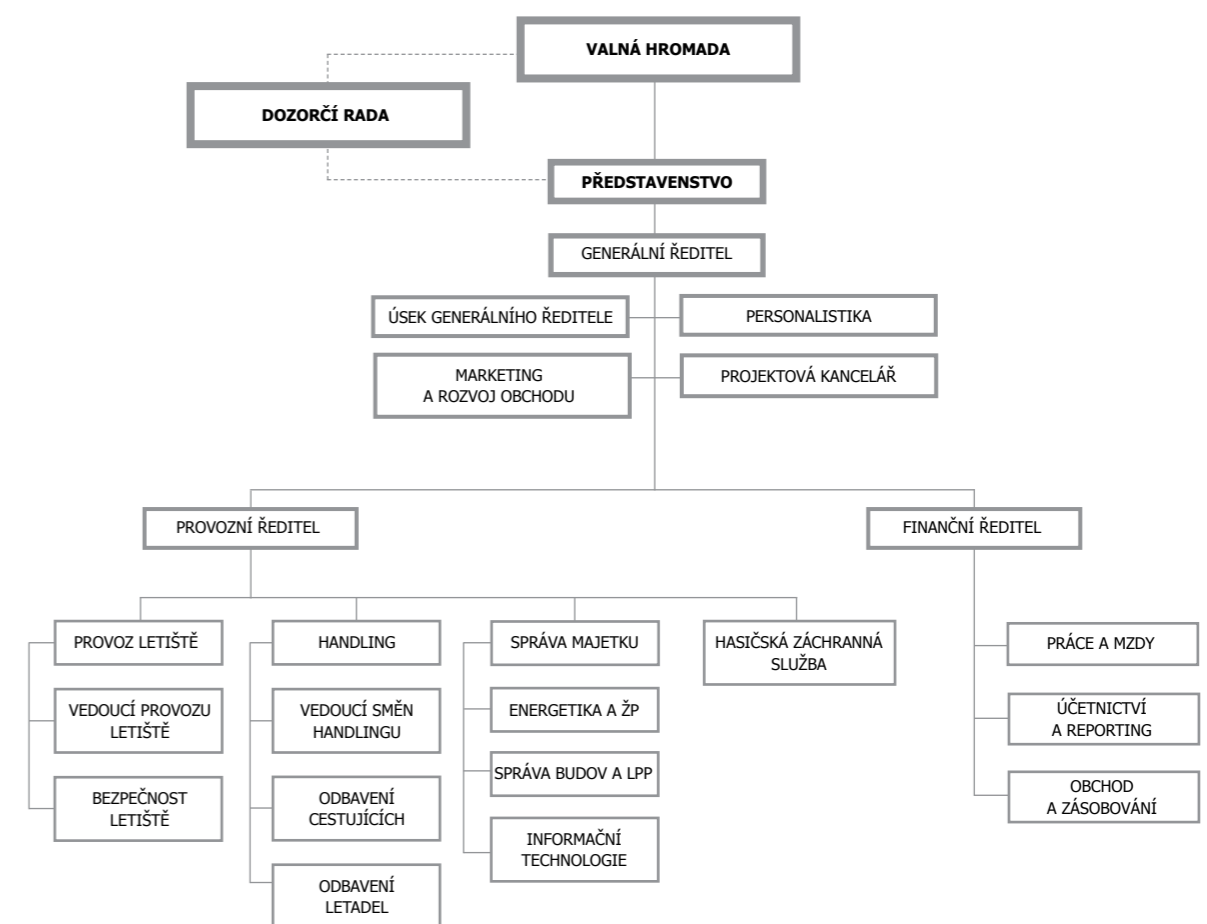 VALNÁ HROMADA
DOZORČÍ RADA
PŘEDSTAVENSTVO
GENERÁLNÍ ŘEDITEL
ÚSEK GENERÁLNÍHO ŘEDITELE
PERSONALISTIKA
MARKETING
A ROZVOJ OBCHODU
PROJEKTOVÁ KANCELÁŘ
PROVOZNÍ ŘEDITEL
FINANČNÍ ŘEDITEL
PROVOZ LETIŠTĚ
VEDOUCÍ PROVOZU
LETIŠTĚ
BEZPEČNOST
LETIŠTĚ
HANDLING
VEDOUCÍ SMĚN
HANDLINGU
ODBAVENÍ
CESTUJÍCÍCH
ODBAVENÍ
LETADEL
SPRÁVA MAJETKU
ENERGETIKA A ŽP
SPRÁVA BUDOV A LPP
INFORMAČNÍ
TECHNOLOGIE
HASIČSKÁ ZÁCHRANNÁ
SLUŽBA
PRÁCE A MZDY
ÚČETNICTVÍ
A REPORTING
OBCHOD
A ZÁSOBOVÁNÍ